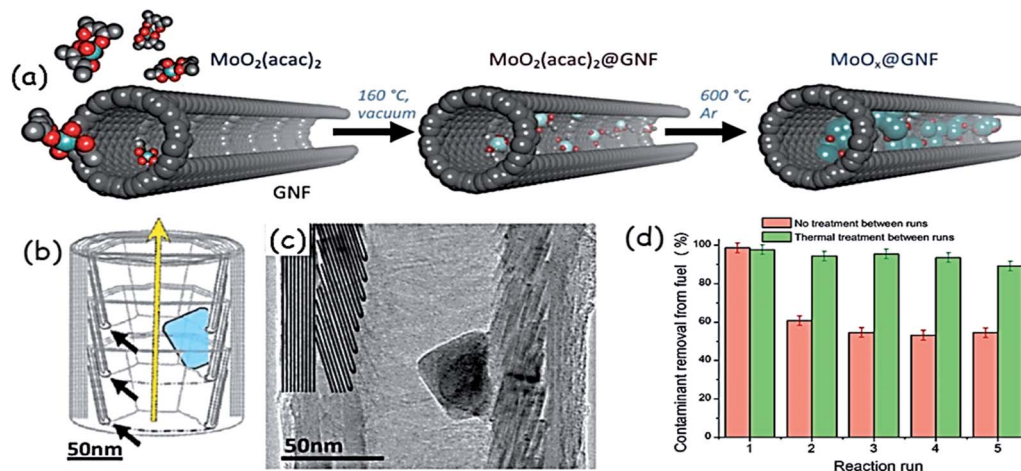 (a)
MoO₂(acac)₂
MoO₂(acac)₂@GNF
MoOₓ@GNF
160 °C,
vacuum
600 °C,
Ar
GNF
(b)
50nm
(c)
50nm
(d)
No treatment between runs
Thermal treatment between runs
Contaminant removal from fuel (%)
100
80
60
40
20
0
1
2
3
4
5
Reaction run